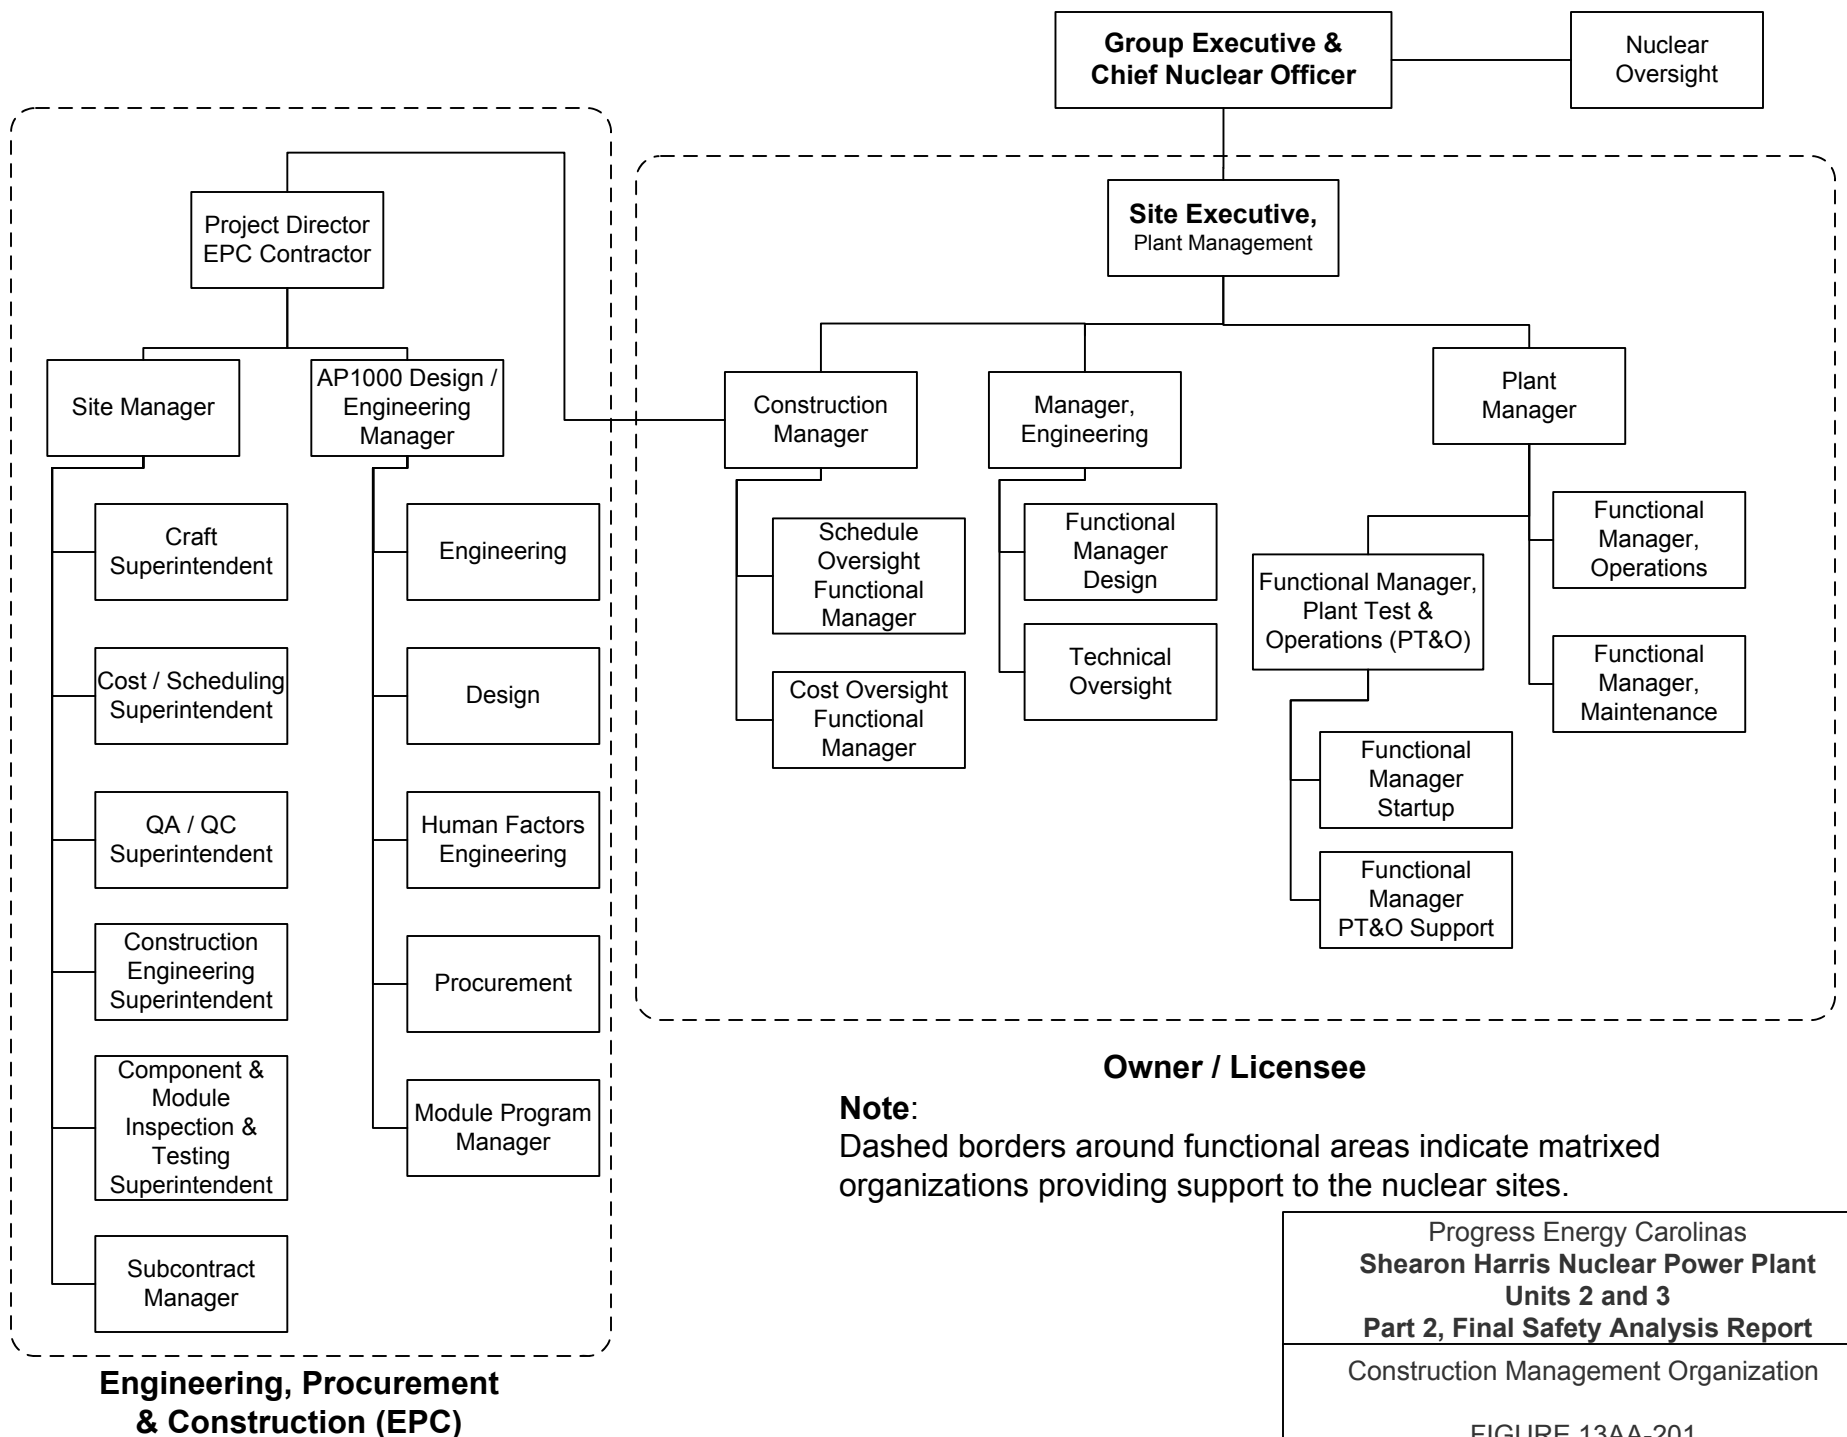 Group Executive &
Chief Nuclear Officer
Nuclear
Oversight
Site Executive,
Plant Management
Project Director
EPC Contractor
Site Manager
AP1000 Design /
Engineering
Manager
Craft
Superintendent
Cost / Scheduling
Superintendent
QA / QC
Superintendent
Construction
Engineering
Superintendent
Component &
Module
Inspection &
Testing
Superintendent
Subcontract
Manager
Engineering
Design
Human Factors
Engineering
Procurement
Module Program
Manager
Engineering, Procurement
& Construction (EPC)
Construction
Manager
Schedule
Oversight
Functional
Manager
Cost Oversight
Functional
Manager
Manager,
Engineering
Functional
Manager
Design
Technical
Oversight
Plant
Manager
Functional Manager,
Plant Test &
Operations (PT&O)
Functional
Manager
Startup
Functional
Manager
PT&O Support
Functional
Manager,
Operations
Functional
Manager,
Maintenance
Owner / Licensee
Note:
Dashed borders around functional areas indicate matrixed
organizations providing support to the nuclear sites.
Progress Energy Carolinas
Shearon Harris Nuclear Power Plant
Units 2 and 3
Part 2, Final Safety Analysis Report
Construction Management Organization
FIGURE 13AA-201